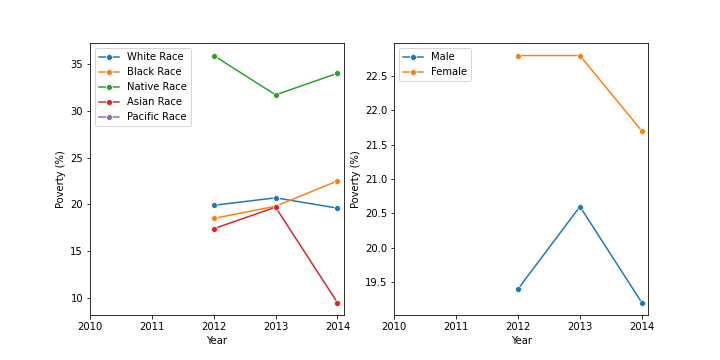 White Race
Black Race
Native Race
Asian Race
Pacific Race
35
30
25
20
15
10
Poverty (%)
2010 2011 2012 2013 2014
Year
Male
Female
22.5
22.0
21.5
21.0
20.5
20.0
19.5
Poverty (%)
2010 2011 2012 2013 2014
Year